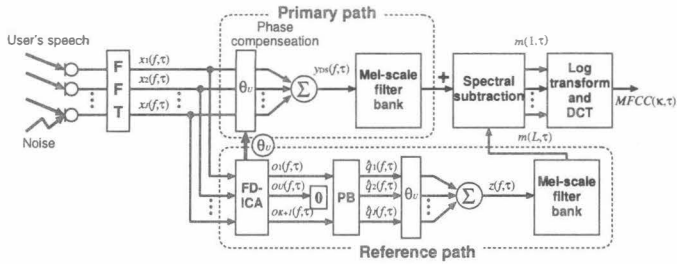 Primary path
User's speech
Phase
compenseation
x1(f,τ)
x2(f,τ)
xJ(f,τ)
F
F
T
θU
Σ
yDS(f,τ)
Mel-scale
filter
bank
+
Spectral
subtraction
m(1,τ)
Log
transform
and
DCT
MFCC(κ,τ)
m(L,τ)
Noise
θU
FD-
ICA
o1(f,τ)
oU(f,τ)
oK+1(f,τ)
0
PB
q̂1(f,τ)
q̂2(f,τ)
q̂J(f,τ)
θU
Σ
z(f,τ)
Mel-scale
filter
bank
Reference path